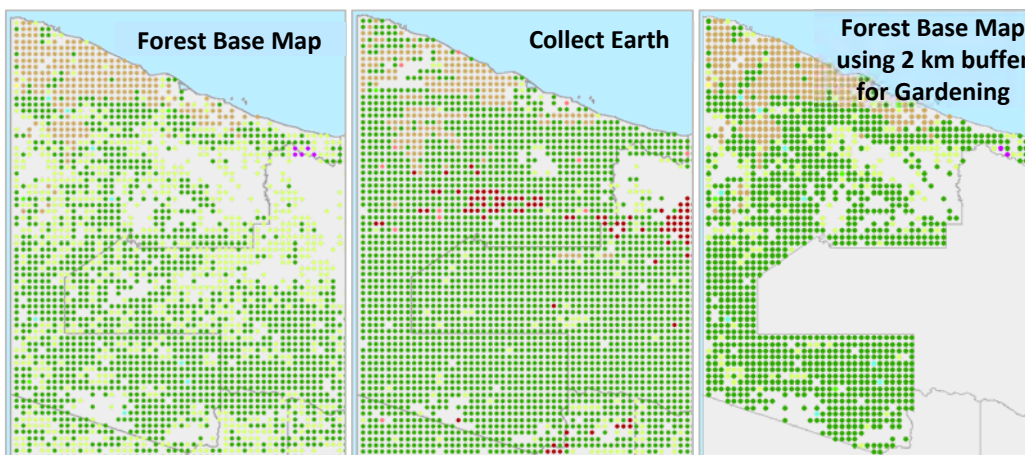 Forest Base Map
Collect Earth
Forest Base Map
using 2 km buffer
for Gardening